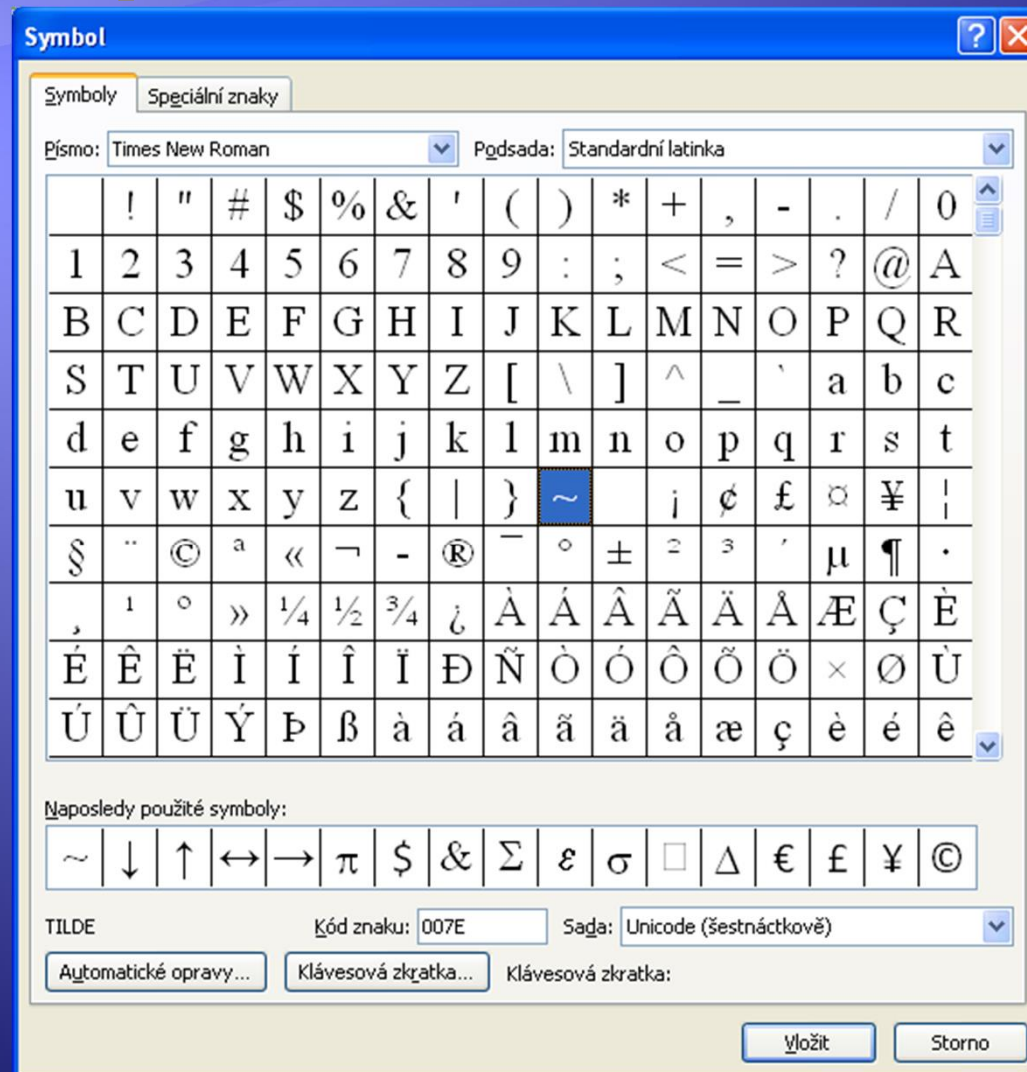 Symbol
Symboly Speciální znaky
Písmo: Times New Roman Podsada: Standardní latinka
! " # $ % & ' ( ) * + , - . / 0
1 2 3 4 5 6 7 8 9 : ; < = > ? @ A
B C D E F G H I J K L M N O P Q R
S T U V W X Y Z [ \ ] ^ _ ` a b c
d e f g h i j k l m n o p q r s t
u v w x y z { | } ~ ¡ ¢ £ ¤ ¥ ¦
§ ¨ © ª « ¬ - ® ¯ ° ± ² ³ ´ µ ¶ ·
¸ ¹ º » ¼ ½ ¾ ¿ À Á Â Ã Ä Å Æ Ç È
É Ê Ë Ì Í Î Ï Đ Ñ Ò Ó Ô Õ Ö × Ø Ù
Ú Û Ü Ý Þ ß à á â ã ä å æ ç è é ê
Naposledy použité symboly:
~ ↓ ↑ ↔ → π $ & Σ ε σ □ Δ € £ ¥ ©
TILDE Kód znaku: 007E Sada: Unicode (šestnáctkově)
Automatické opravy... Klávesová zkratka... Klávesová zkratka:
Vložit Storno